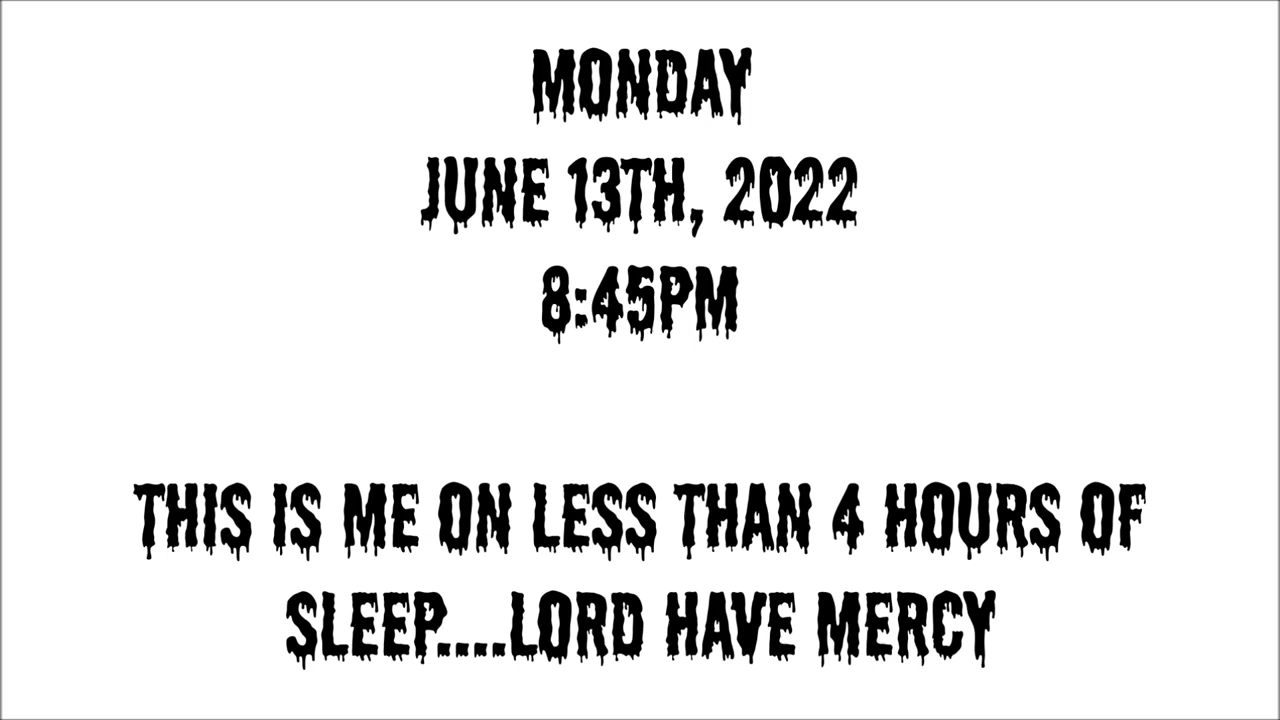 MONDAY
JUNE 13TH, 2022
8:45PM
THIS IS ME ON LESS THAN 4 HOURS OF
SLEEP....LORD HAVE MERCY